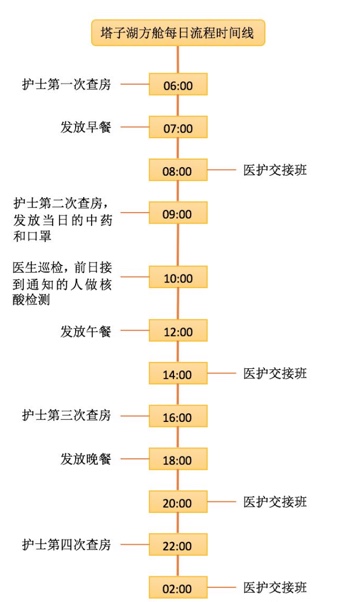 塔子湖方舱每日流程时间线
护士第一次查房
06:00
发放早餐
07:00
08:00
医护交接班
护士第二次查房，
发放当日的中药
和口罩
09:00
医生巡检，前日接
到通知的人做核
酸检测
10:00
发放午餐
12:00
14:00
医护交接班
护士第三次查房
16:00
发放晚餐
18:00
20:00
医护交接班
护士第四次查房
22:00
02:00
医护交接班